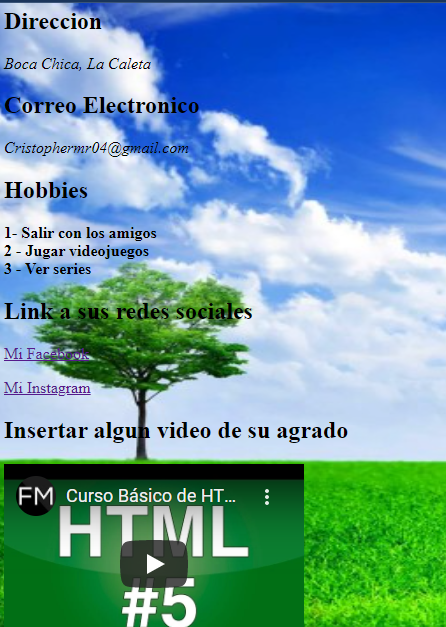 Direccion
Boca Chica, La Caleta
Correo Electronico
Cristophermr04@gmail.com
Hobbies
1- Salir con los amigos
2 - Jugar videojuegos
3 - Ver series
Link a sus redes sociales
Mi Facebook
Mi Instagram
Insertar algun video de su agrado
FM Curso Básico de HT...
HTML
#5